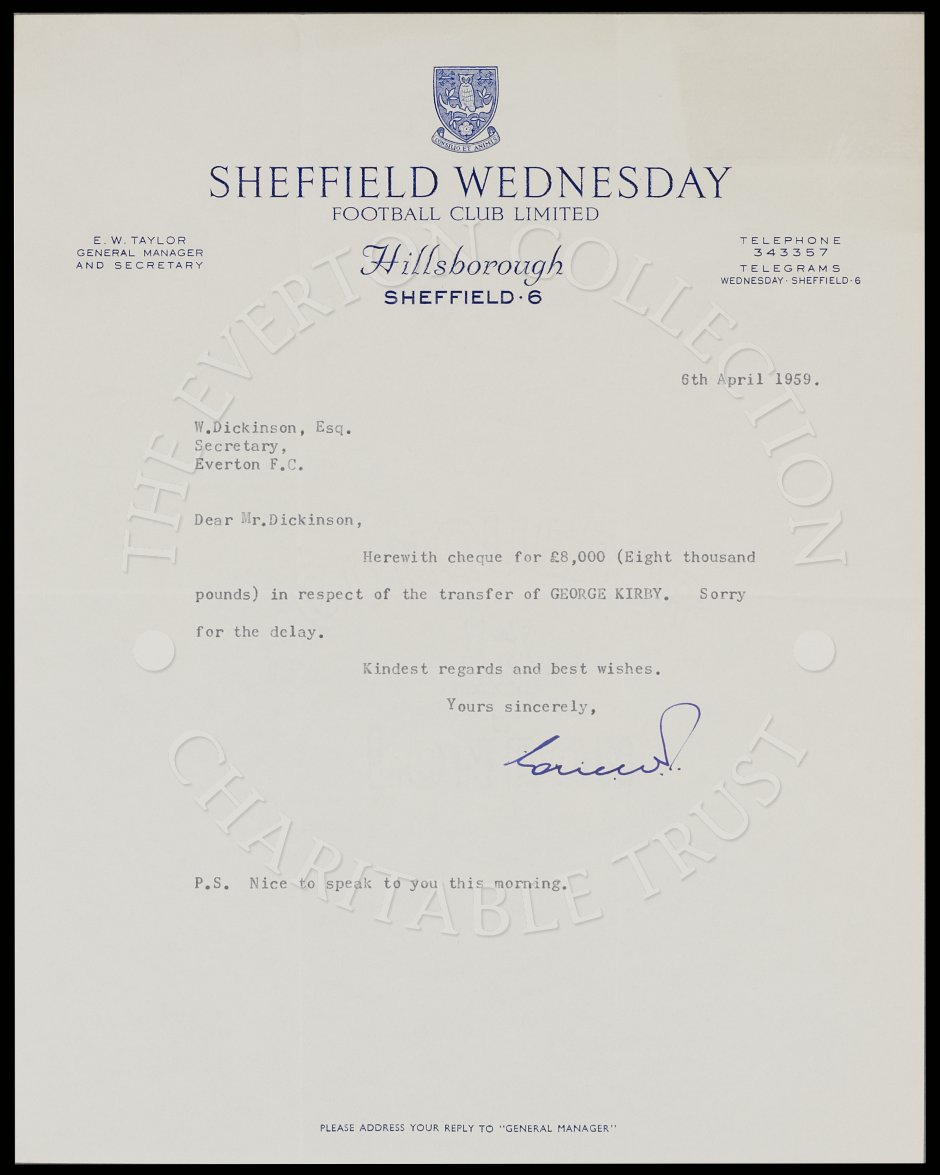 CONSILIO ET ANIMIS
SHEFFIELD WEDNESDAY
FOOTBALL CLUB LIMITED
E. W. TAYLOR
GENERAL MANAGER
AND SECRETARY
Hillsborough
SHEFFIELD · 6
TELEPHONE
343357
TELEGRAMS
WEDNESDAY · SHEFFIELD · 6
6th April 1959.
W.Dickinson, Esq.
Secretary,
Everton F.C.
Dear Mr.Dickinson,
Herewith cheque for £8,000 (Eight thousand
pounds) in respect of the transfer of GEORGE KIRBY. Sorry
for the delay.
Kindest regards and best wishes.
Yours sincerely,
P.S. Nice to speak to you this morning.
PLEASE ADDRESS YOUR REPLY TO "GENERAL MANAGER"
THE EVERTON COLLECTION
CHARITABLE TRUST